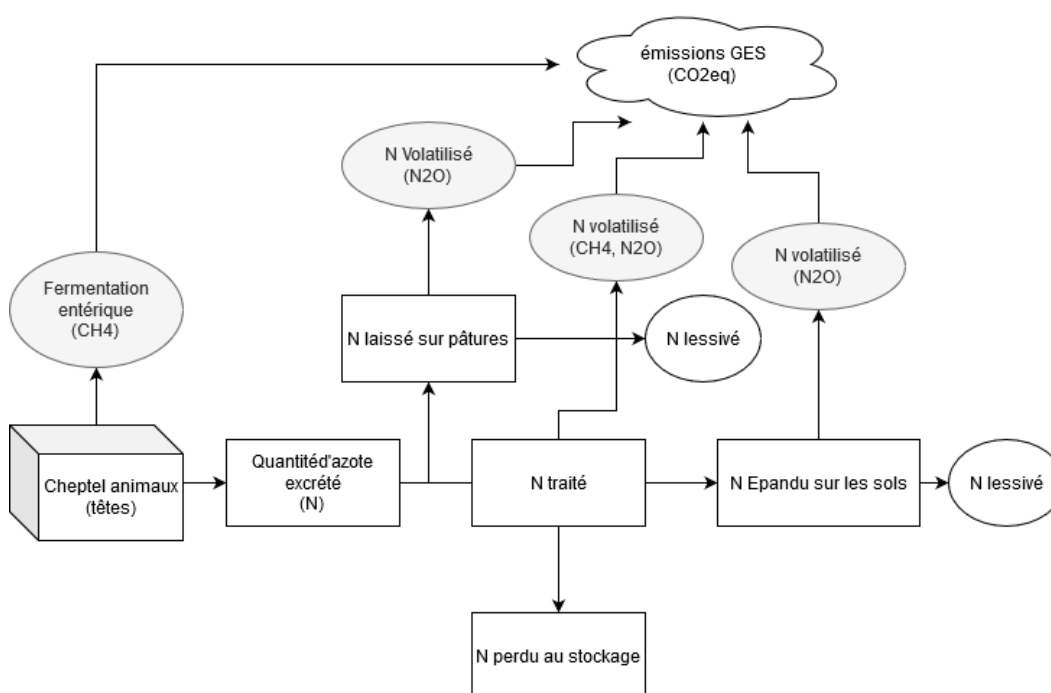 émissions GES
(CO2eq)
N Volatilisé
(N2O)
N volatilisé
(CH4, N2O)
N volatilisé
(N2O)
Fermentation
entérique
(CH4)
N laissé sur pâtures
N lessivé
Cheptel animaux
(têtes)
Quantitéd'azote
excrété
(N)
N traité
N Epandu sur les sols
N lessivé
N perdu au stockage